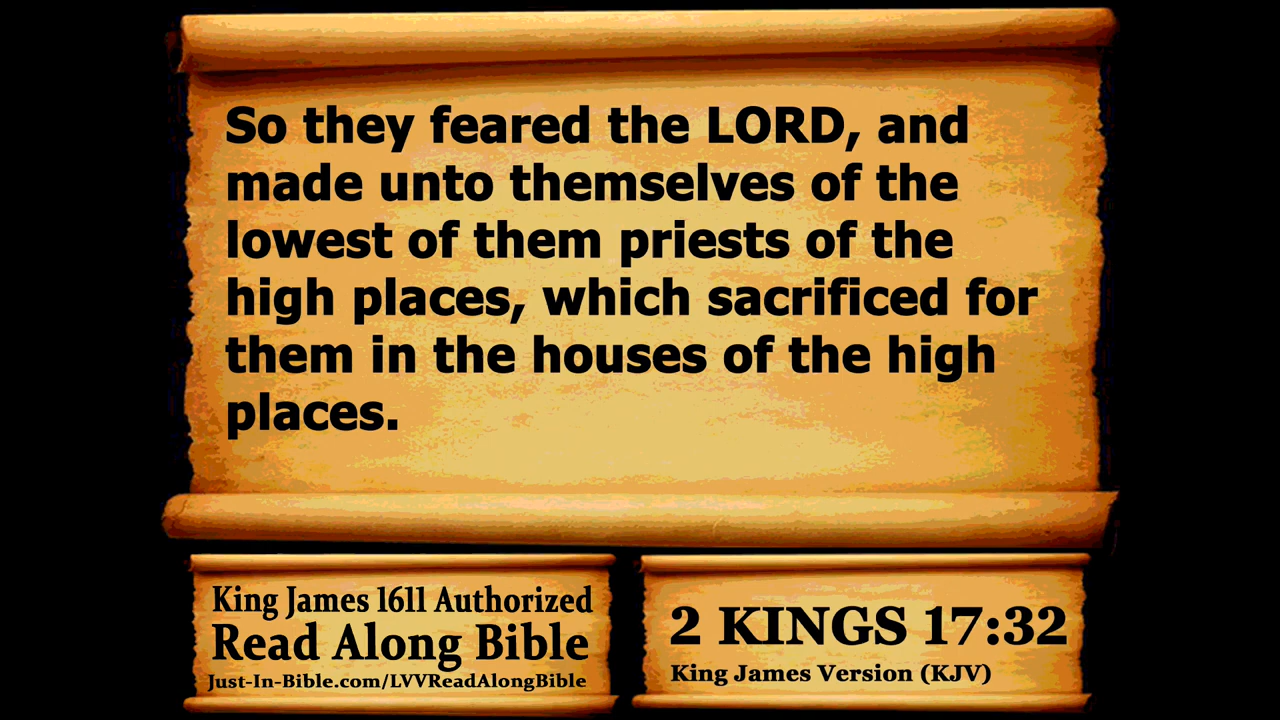 So they feared the LORD, and
made unto themselves of the
lowest of them priests of the
high places, which sacrificed for
them in the houses of the high
places.
King James 1611 Authorized
Read Along Bible
Just-In-Bible.com/LVVReadAlongBible
2 KINGS 17:32
King James Version (KJV)